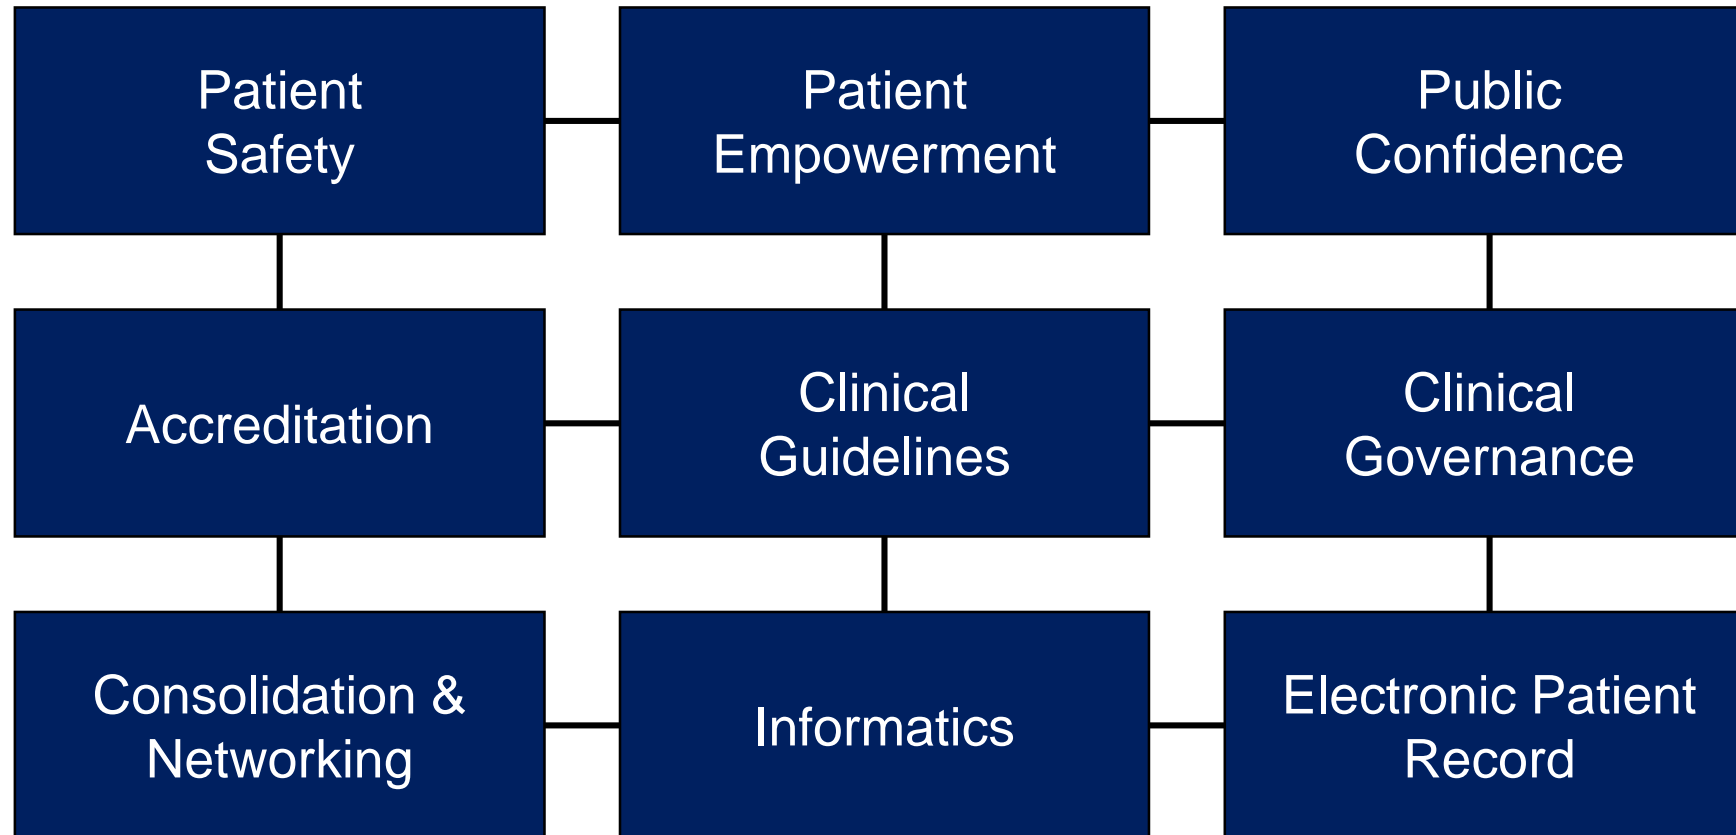 Patient
Safety
Patient
Empowerment
Public
Confidence
Accreditation
Clinical
Guidelines
Clinical
Governance
Consolidation &
Networking
Informatics
Electronic Patient
Record